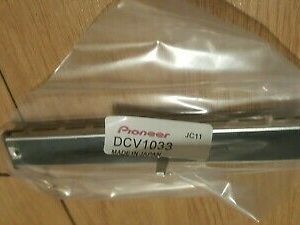 Pioneer
JC11
DCV1033
MADE IN JAPAN